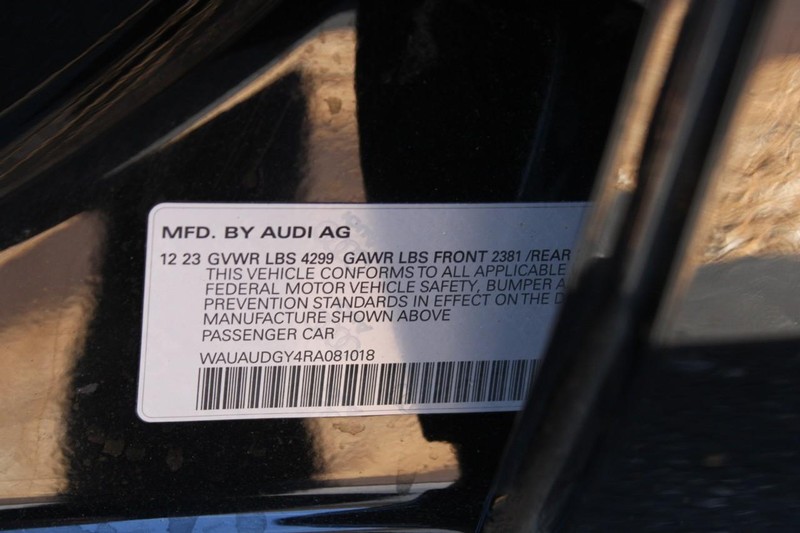 MFD. BY AUDI AG
12 23 GVWR LBS 4299 GAWR LBS FRONT 2381 /REAR
THIS VEHICLE CONFORMS TO ALL APPLICABLE
FEDERAL MOTOR VEHICLE SAFETY, BUMPER A
PREVENTION STANDARDS IN EFFECT ON THE D
MANUFACTURE SHOWN ABOVE
PASSENGER CAR
WAUAUDGY4RA081018